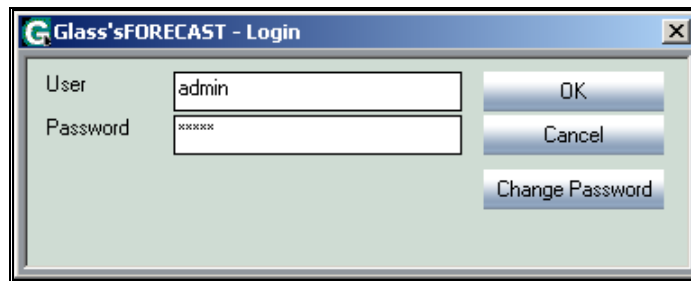 Glass'sFORECAST - Login
User admin OK
Password ***** Cancel
Change Password